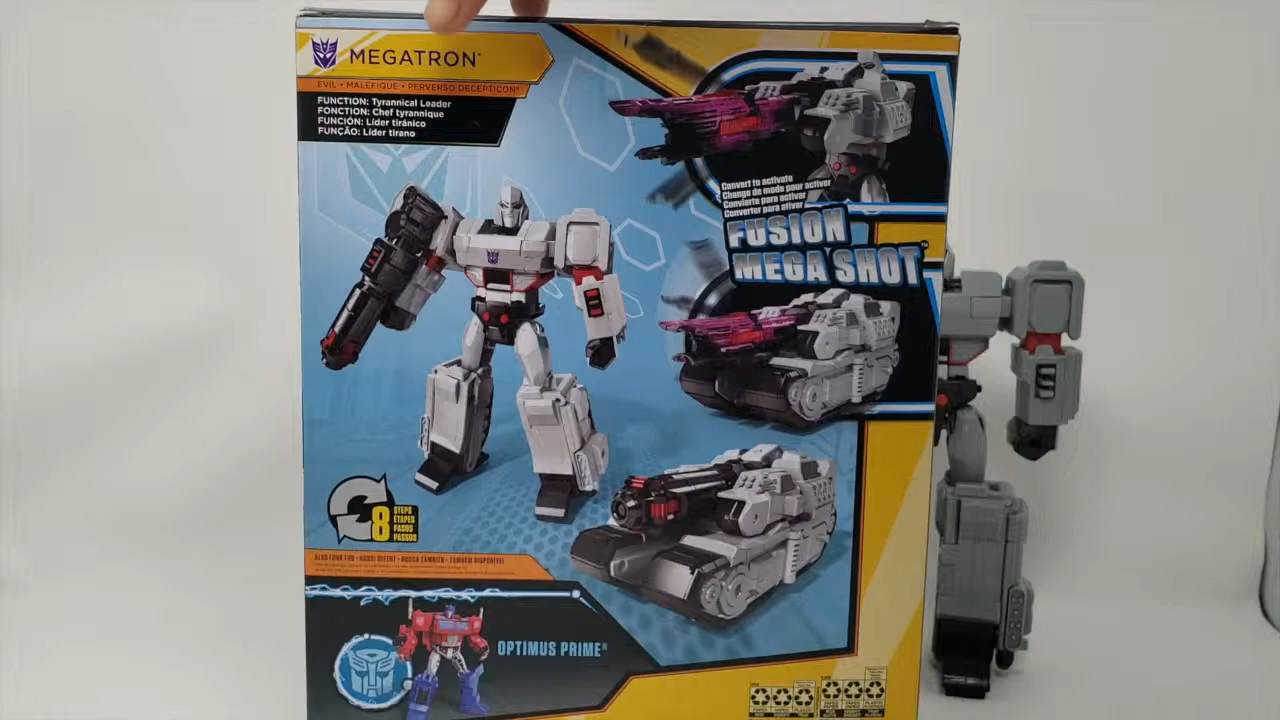 MEGATRON®
EVIL • MALÉFIQUE • PERVERSO DECEPTICON®
FUNCTION: Tyrannical Leader
FONCTION: Chef tyrannique
FUNCIÓN: Líder tiránico
FUNÇÃO: Líder tirano
Convert to activate
Change de mode pour activer
Convierte para activar
Converter para ativar
FUSION
MEGA SHOT™
8
STEPS
ÉTAPES
PASOS
PASSOS
ALSO LOOK FOR • AUSSI OFFERT • BUSCA TAMBIÉN • TAMBÉM DISPONÍVEL
OPTIMUS PRIME®